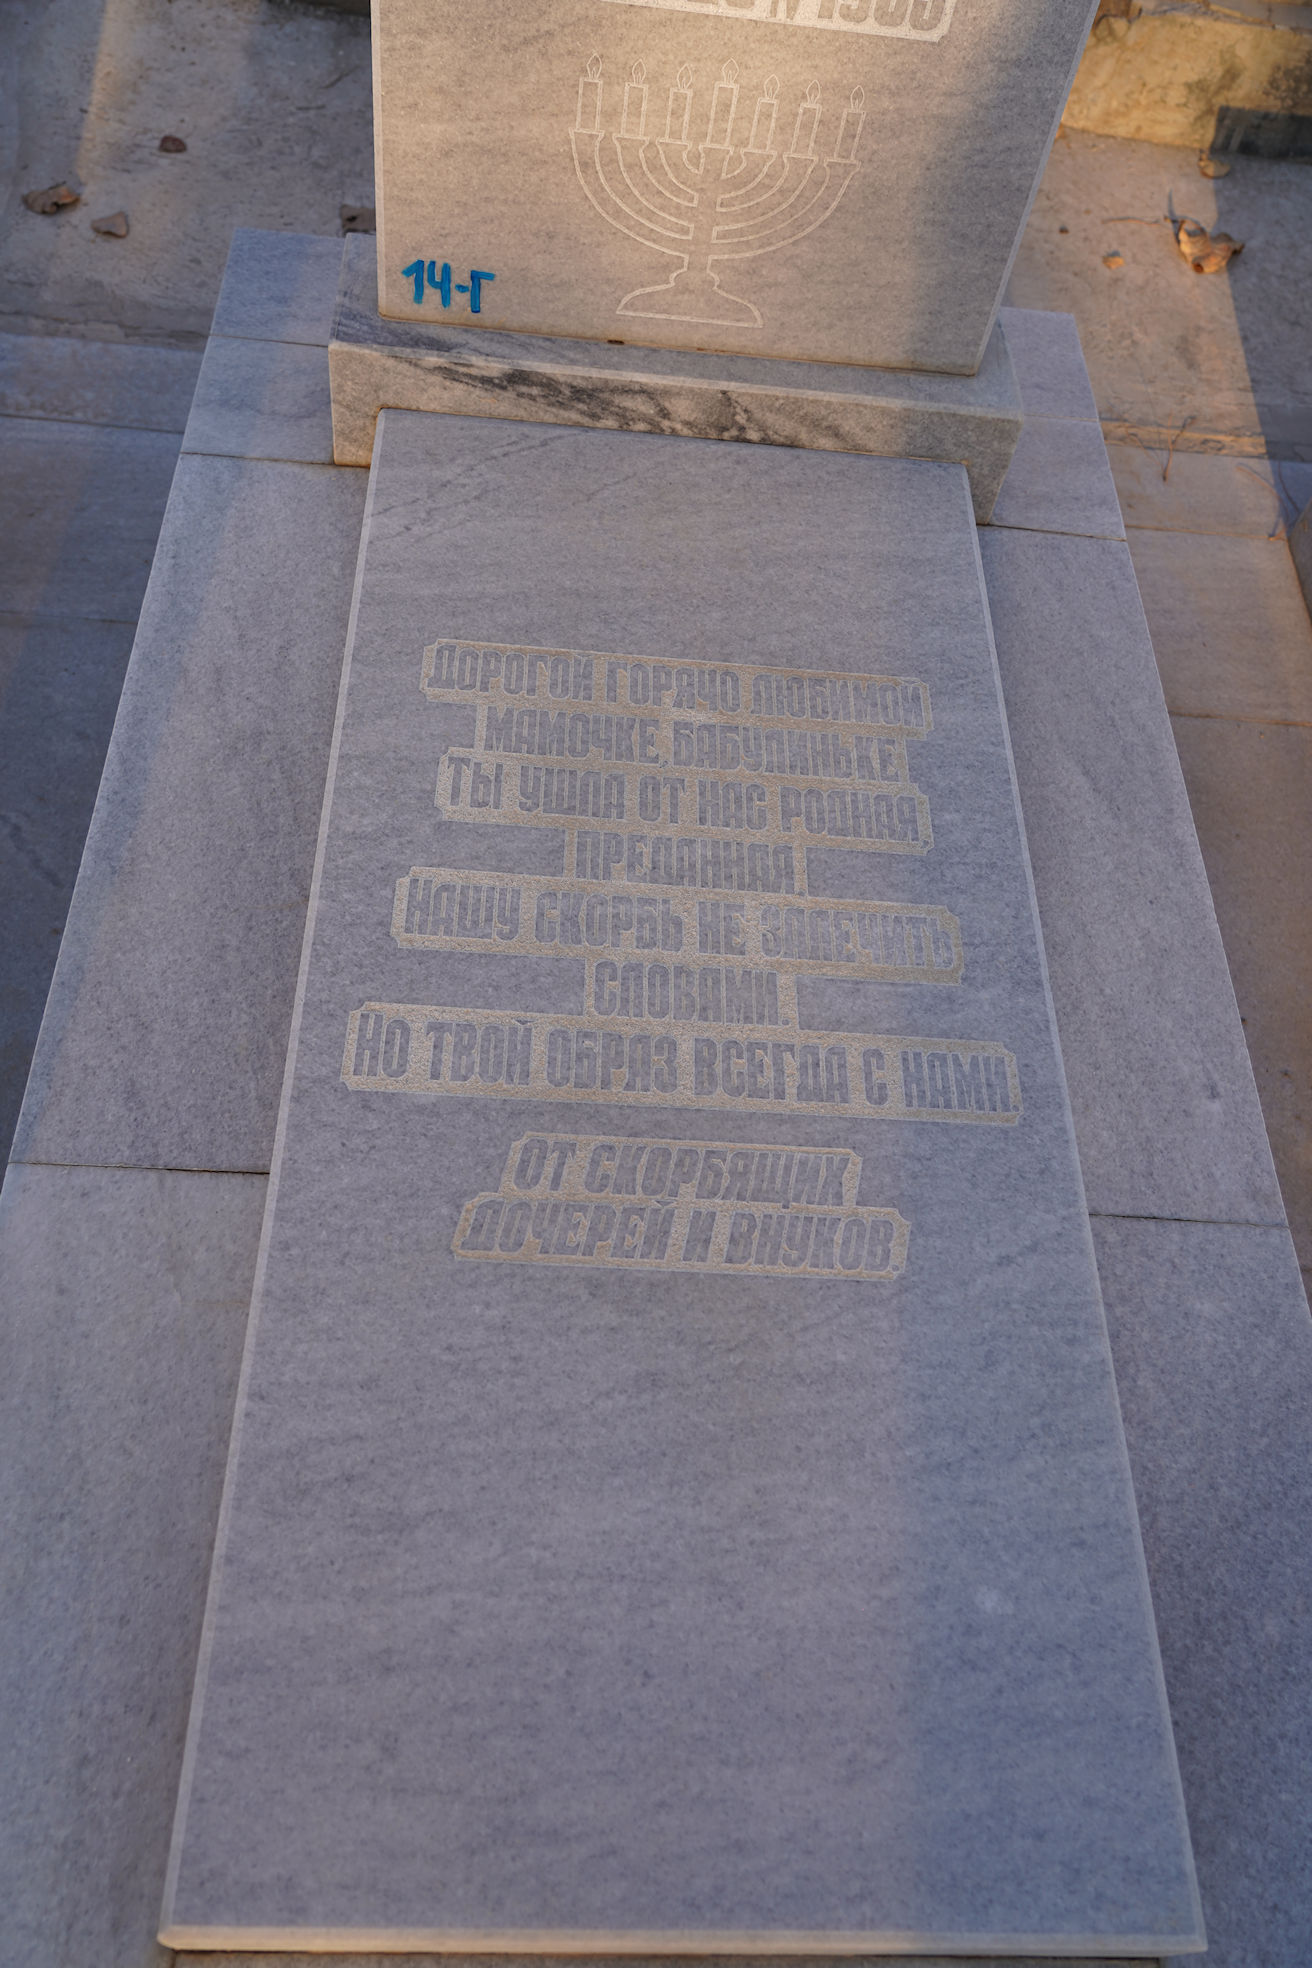 1985
14-Г
ДОРОГОЙ ГОРЯЧО ЛЮБИМОЙ
МАМОЧКЕ, БАБУЛИНЬКЕ
ТЫ УШЛА ОТ НАС РОДНАЯ,
ПРЕДАННАЯ.
НАШУ СКОРБЬ НЕ ЗАЛЕЧИТЬ
СЛОВАМИ.
НО ТВОЙ ОБРАЗ ВСЕГДА С НАМИ.
ОТ СКОРБЯЩИХ
ДОЧЕРЕЙ И ВНУКОВ.